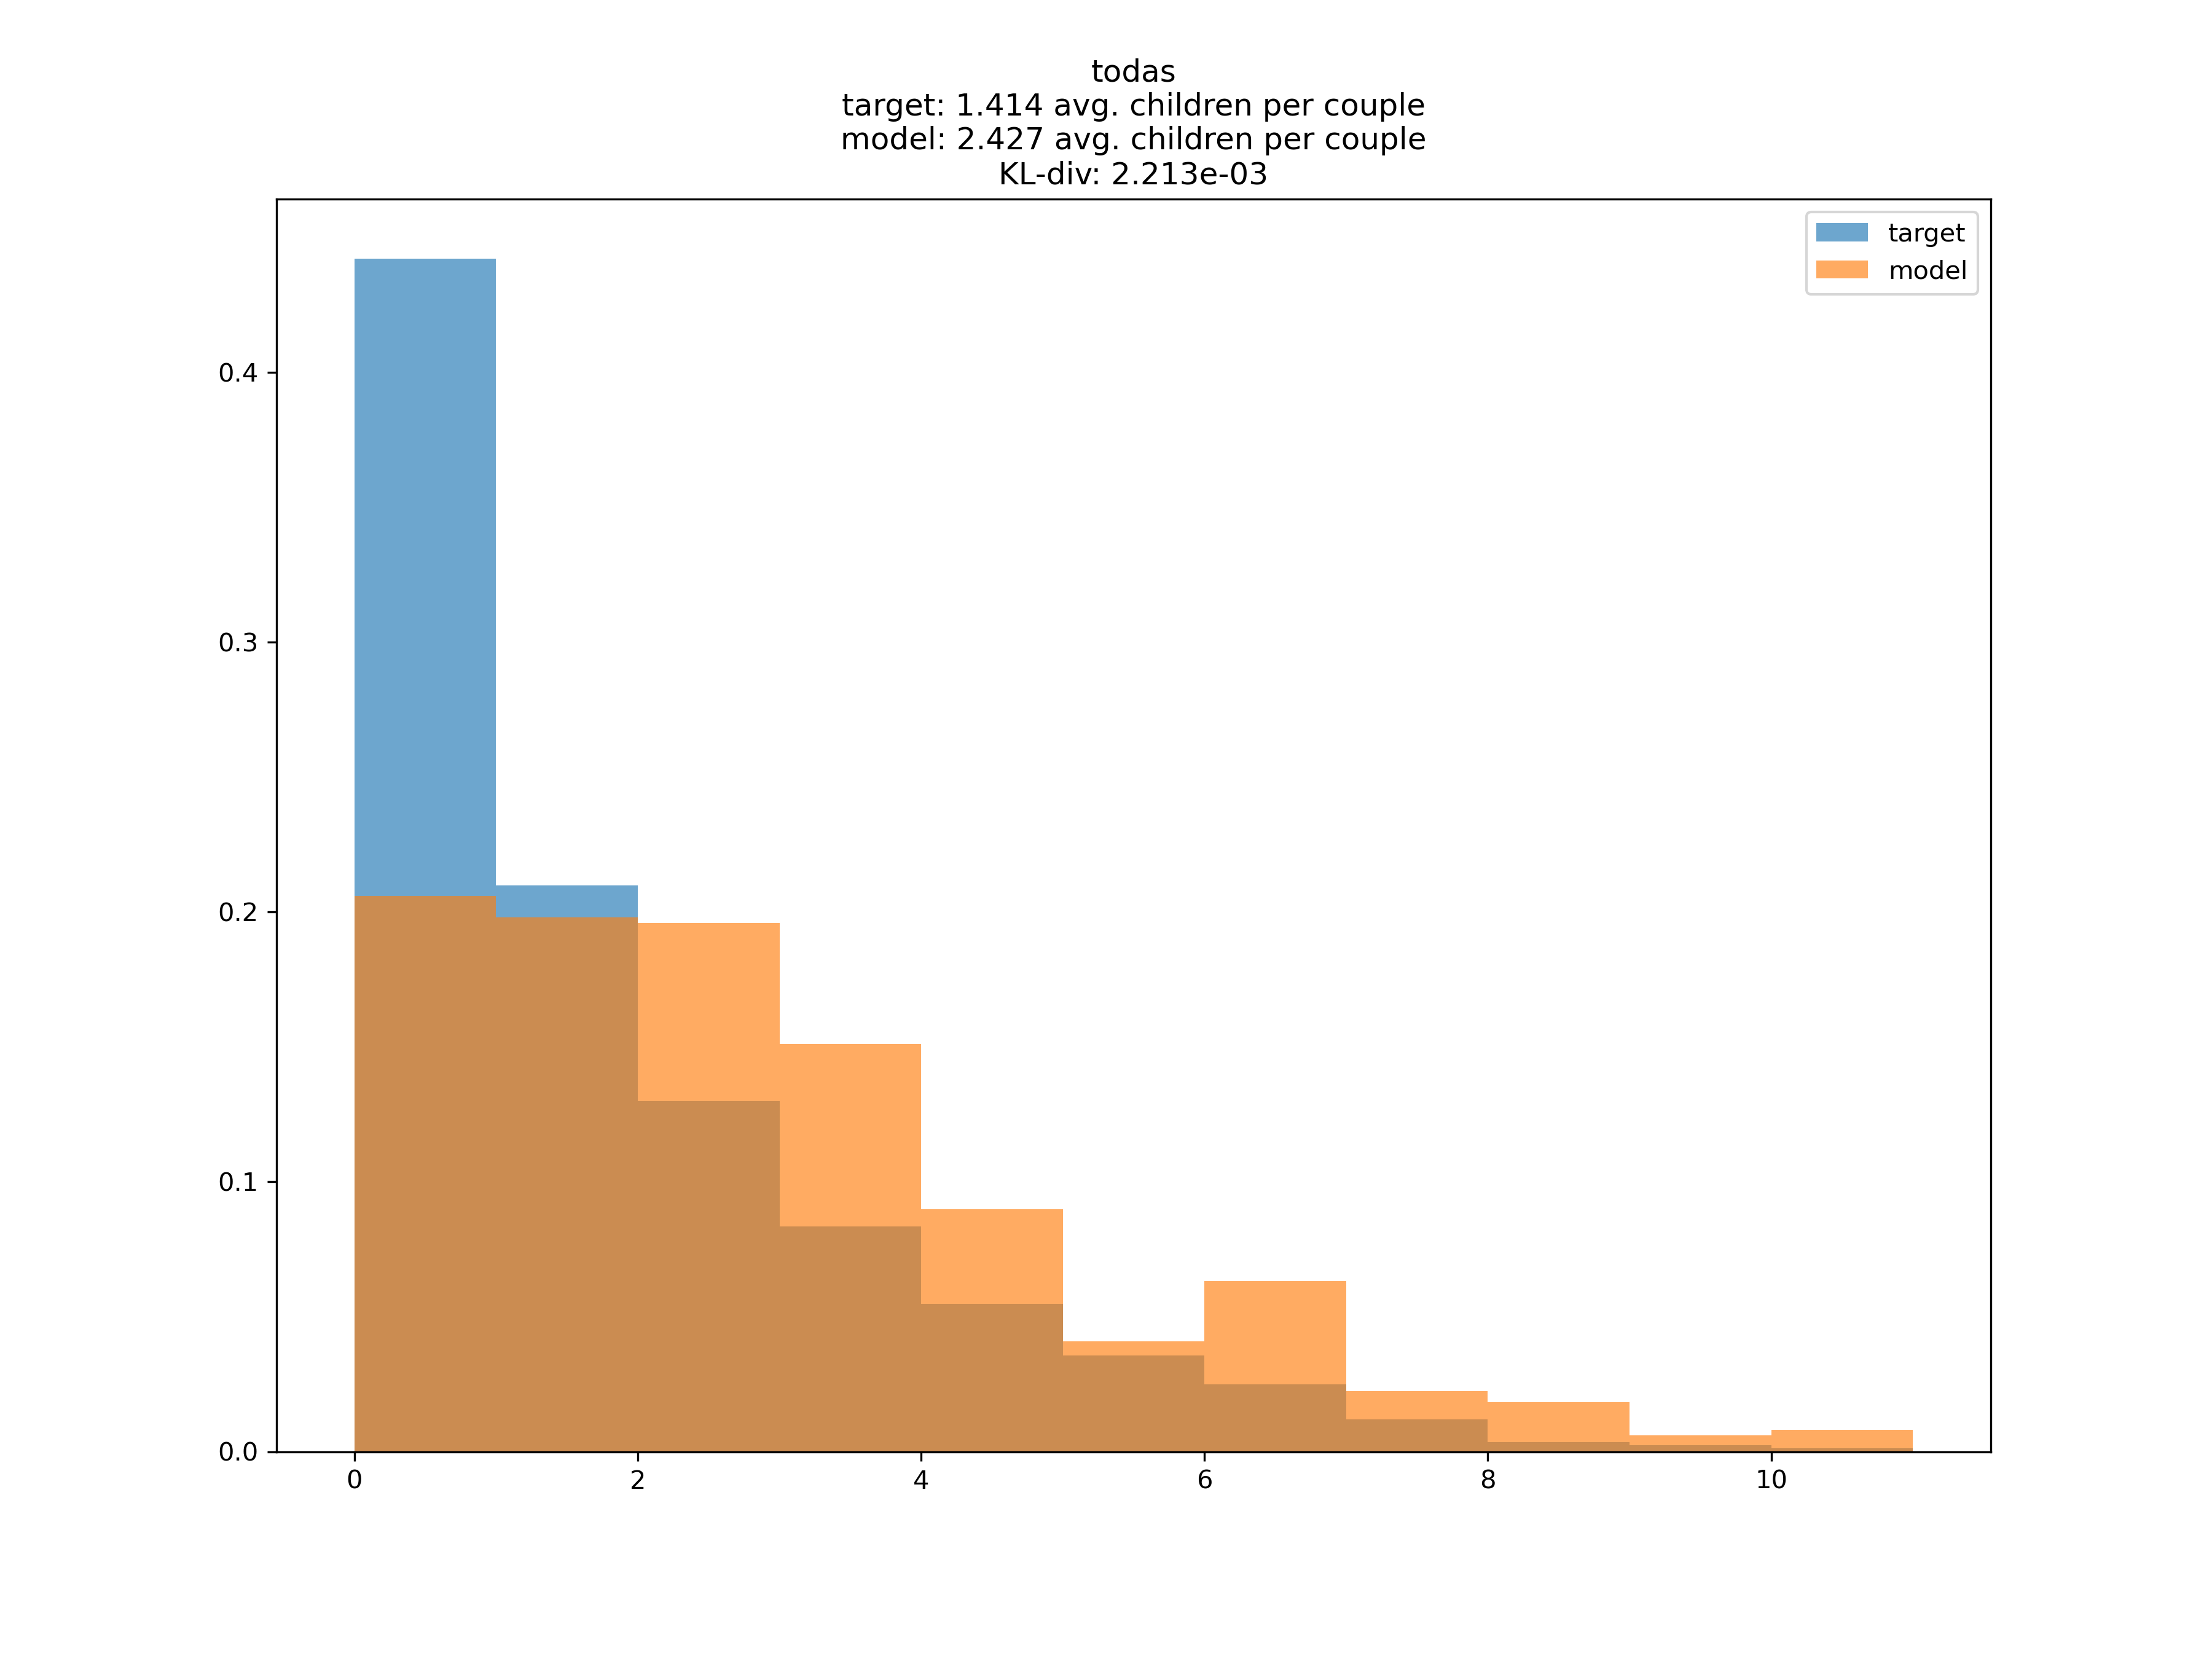 todas
target: 1.414 avg. children per couple
model: 2.427 avg. children per couple
KL-div: 2.213e-03
target
model
0.4
0.3
0.2
0.1
0.0
0 2 4 6 8 10